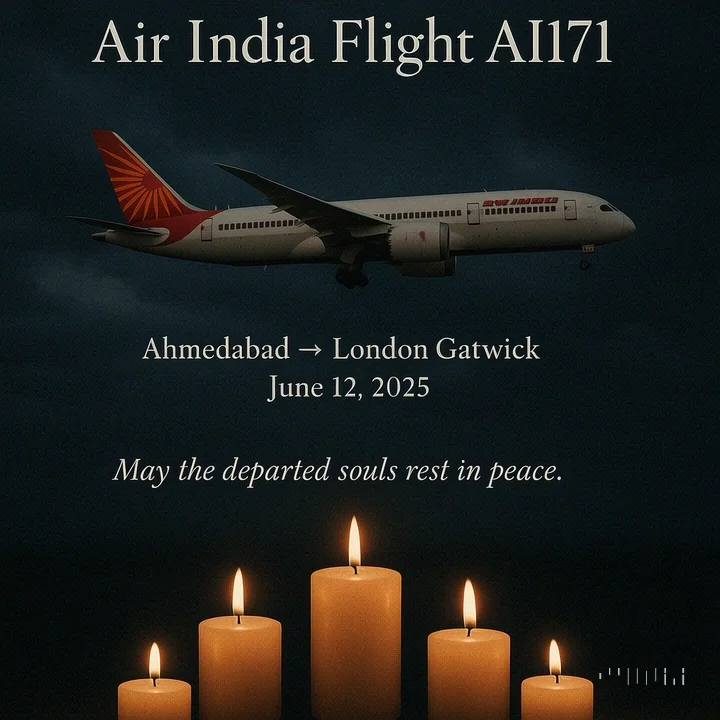 Air India Flight AI171
Ahmedabad → London Gatwick
June 12, 2025
May the departed souls rest in peace.